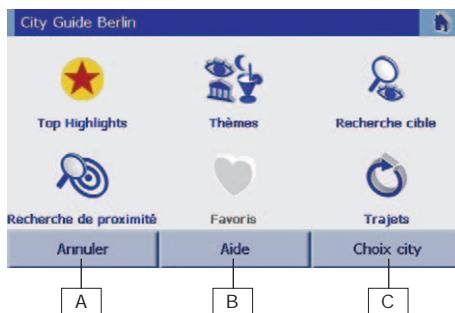 City Guide Berlin
Top Highlights Thèmes Recherche cible
Recherche de proximité Favoris Trajets
Annuler Aide Choix city
A B C